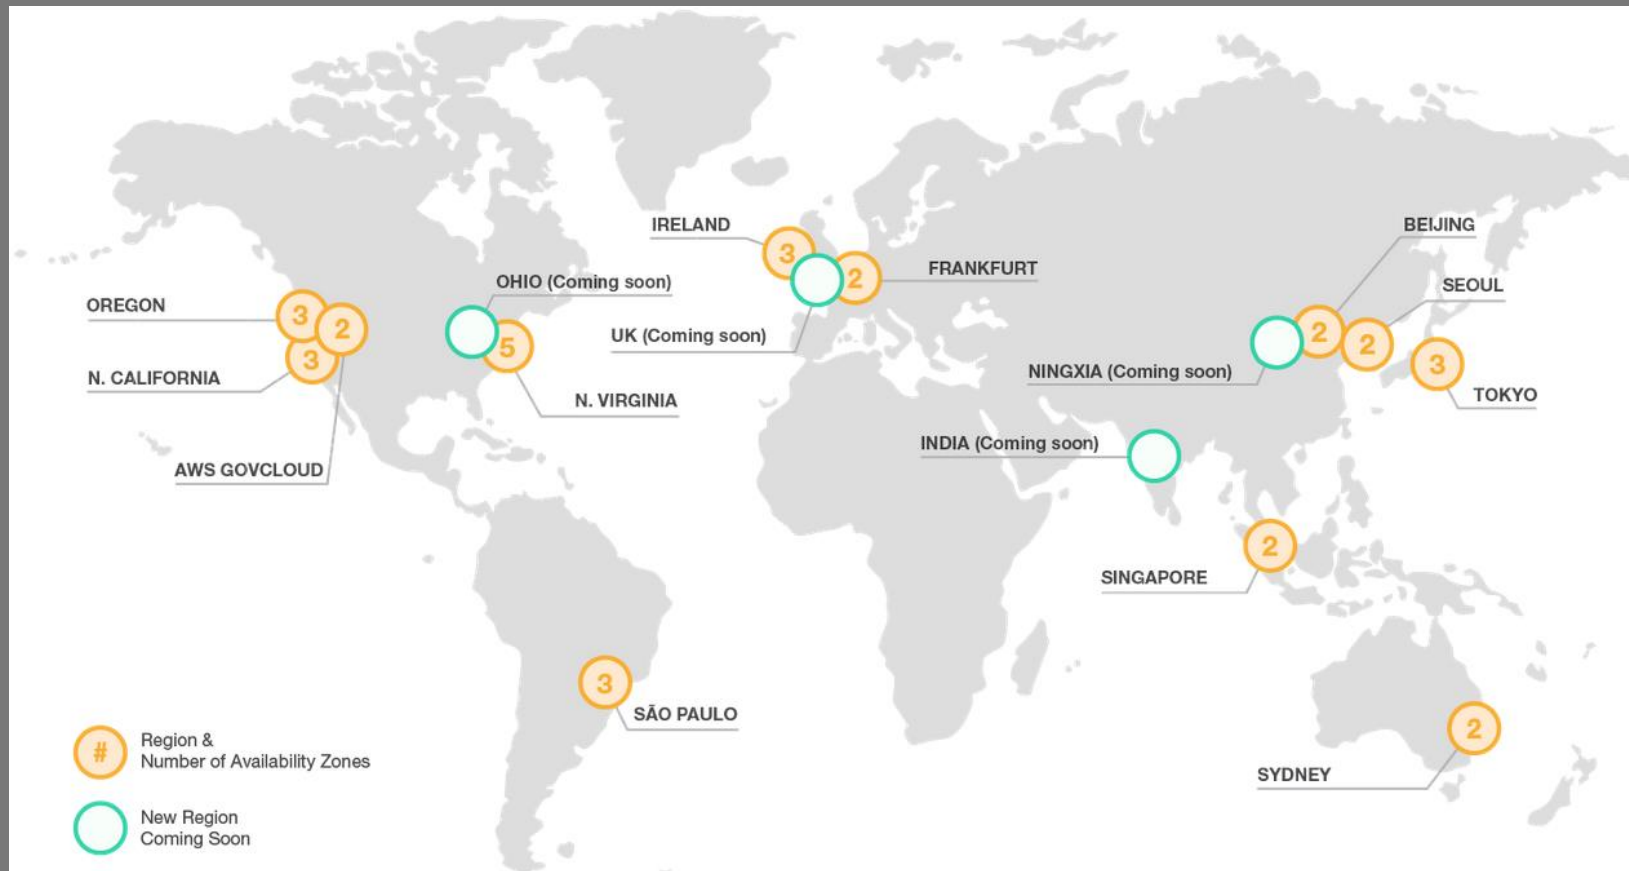 IRELAND
3
BEIJING
FRANKFURT
2
OHIO (Coming soon)
SEOUL
OREGON
3
2
UK (Coming soon)
2
2
5
3
3
N. CALIFORNIA
NINGXIA (Coming soon)
N. VIRGINIA
TOKYO
INDIA (Coming soon)
AWS GOVCLOUD
2
SINGAPORE
3
SÃO PAULO
2
SYDNEY
#
Region &
Number of Availability Zones
New Region
Coming Soon